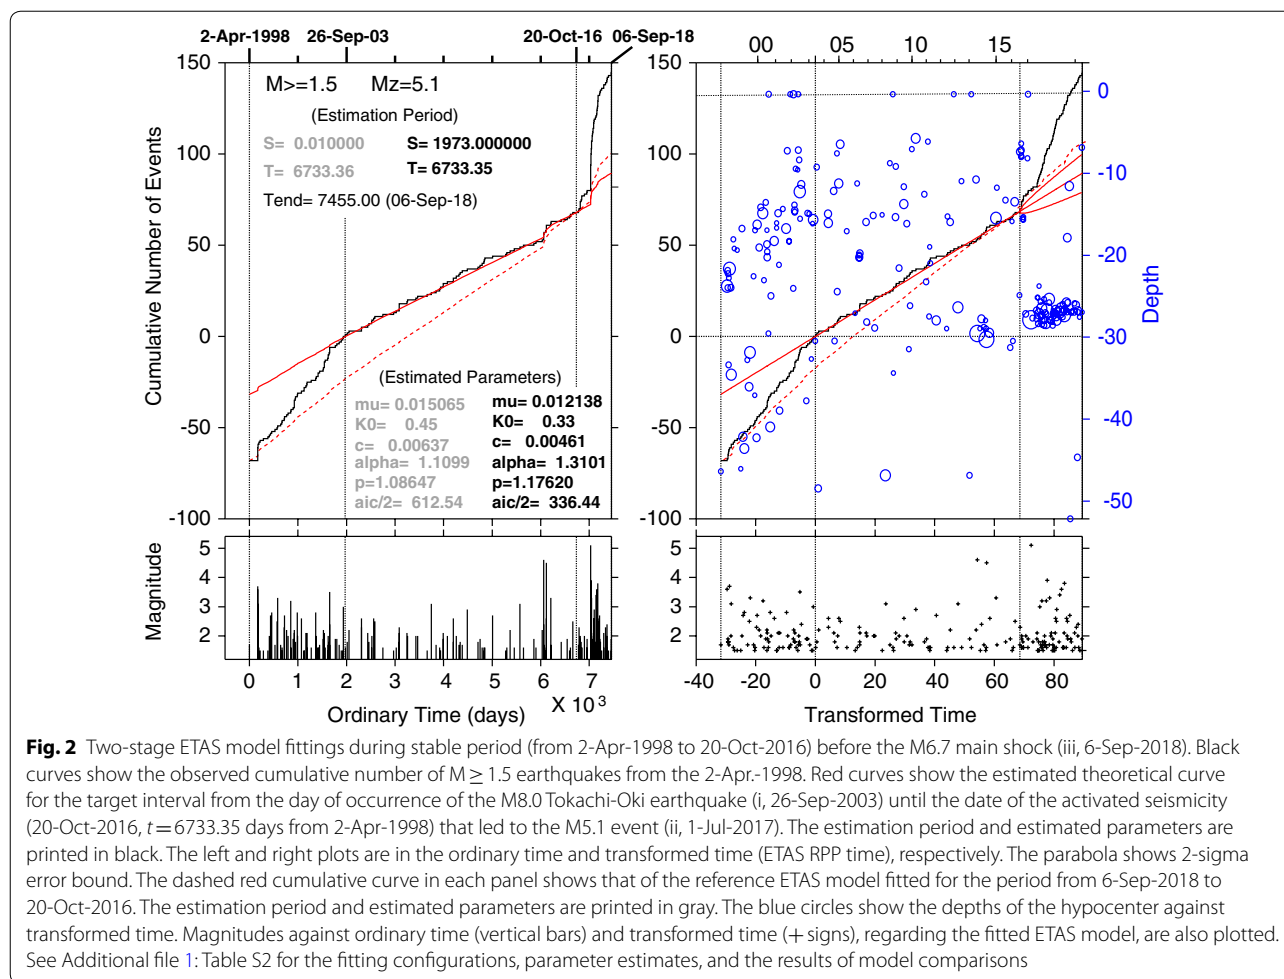 2-Apr-1998 26-Sep-03 20-Oct-16 06-Sep-18
00 05 10 15
150
100
50
0
-50
-100
Cumulative Number of Events
M>=1.5 Mz=5.1
(Estimation Period)
S= 0.010000 S= 1973.000000
T= 6733.36 T= 6733.35
Tend= 7455.00 (06-Sep-18)
(Estimated Parameters)
mu= 0.015065 mu= 0.012138
K0= 0.45 K0= 0.33
c= 0.00637 c= 0.00461
alpha= 1.1099 alpha= 1.3101
p=1.08647 p=1.17620
aic/2= 612.54 aic/2= 336.44
150
100
50
0
-50
-100
0
-10
-20
-30
-40
-50
Depth
Magnitude
5
4
3
2
0 1 2 3 4 5 6 7
X 10 3
Ordinary Time (days)
5
4
3
2
-40 -20 0 20 40 60 80
Transformed Time
Fig. 2 Two-stage ETAS model fittings during stable period (from 2-Apr-1998 to 20-Oct-2016) before the M6.7 main shock (iii, 6-Sep-2018). Black
curves show the observed cumulative number of M ≥ 1.5 earthquakes from the 2-Apr.-1998. Red curves show the estimated theoretical curve
for the target interval from the day of occurrence of the M8.0 Tokachi-Oki earthquake (i, 26-Sep-2003) until the date of the activated seismicity
(20-Oct-2016, t = 6733.35 days from 2-Apr-1998) that led to the M5.1 event (ii, 1-Jul-2017). The estimation period and estimated parameters are
printed in black. The left and right plots are in the ordinary time and transformed time (ETAS RPP time), respectively. The parabola shows 2-sigma
error bound. The dashed red cumulative curve in each panel shows that of the reference ETAS model fitted for the period from 6-Sep-2018 to
20-Oct-2016. The estimation period and estimated parameters are printed in gray. The blue circles show the depths of the hypocenter against
transformed time. Magnitudes against ordinary time (vertical bars) and transformed time (+ signs), regarding the fitted ETAS model, are also plotted.
See Additional file 1: Table S2 for the fitting configurations, parameter estimates, and the results of model comparisons